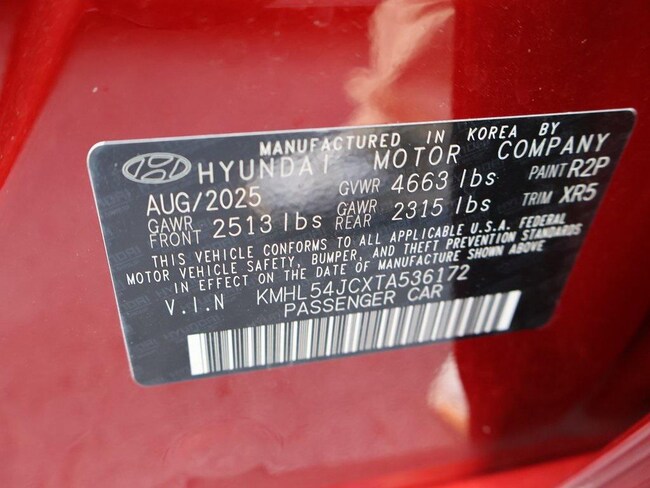 MANUFACTURED IN KOREA BY
HYUNDAI MOTOR COMPANY
AUG/2025 GVWR 4663 lbs PAINT R2P
GAWR FRONT 2513 lbs GAWR REAR 2315 lbs TRIM XR5
THIS VEHICLE CONFORMS TO ALL APPLICABLE U.S.A. FEDERAL
MOTOR VEHICLE SAFETY, BUMPER, AND THEFT PREVENTION STANDARDS
IN EFFECT ON THE DATE OF MANUFACTURE SHOWN ABOVE
V.I.N KMHL54JCXTA536172
PASSENGER CAR